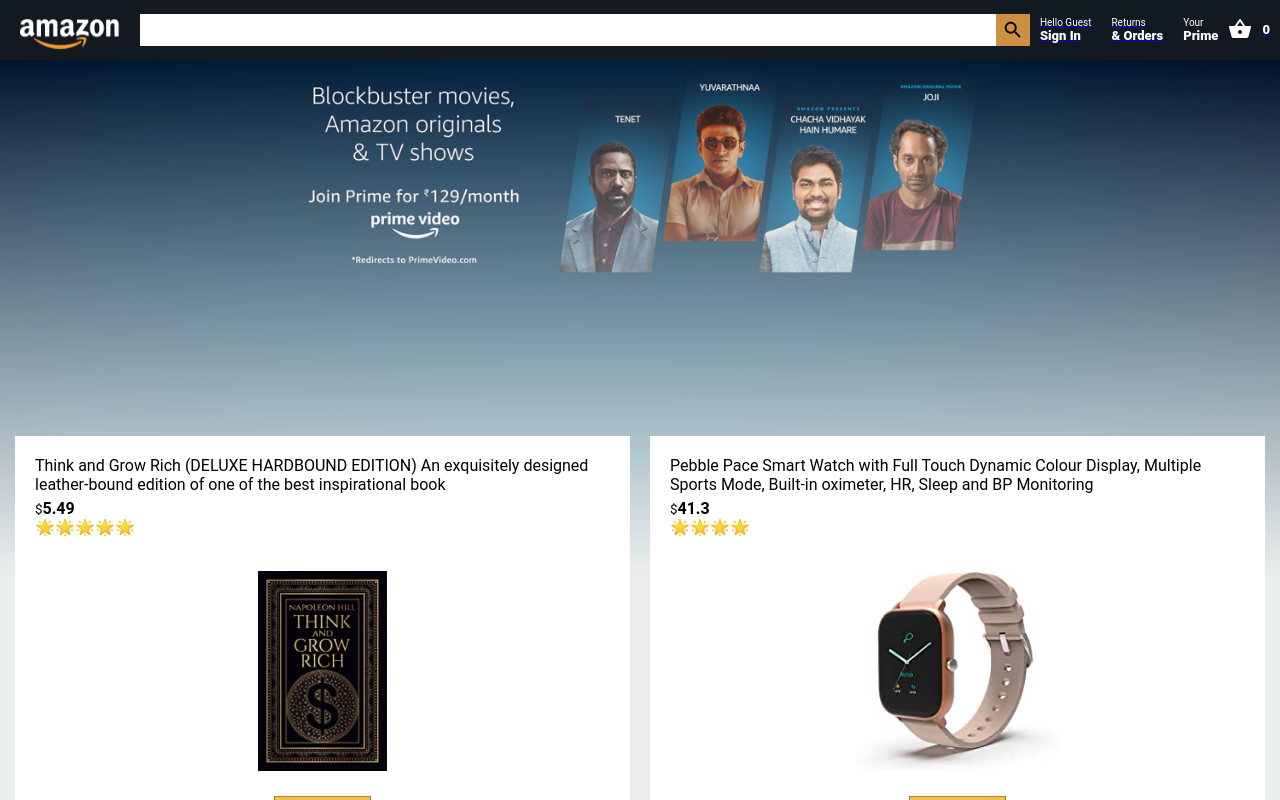 amazon
Hello Guest
Sign In
Returns
& Orders
Your
Prime
0
Blockbuster movies,
Amazon originals
& TV shows
Join Prime for ₹129/month
prime video
*Redirects to PrimeVideo.com
TENET
YUVARATHNAA
AMAZON PRESENTS
CHACHA VIDHAYAK
HAIN HUMARE
AMAZON ORIGINAL MOVIE
JOJI
Think and Grow Rich (DELUXE HARDBOUND EDITION) An exquisitely designed
leather-bound edition of one of the best inspirational book
$5.49
NAPOLEON HILL
THINK
AND
GROW
RICH
$
Pebble Pace Smart Watch with Full Touch Dynamic Colour Display, Multiple
Sports Mode, Built-in oximeter, HR, Sleep and BP Monitoring
$41.3